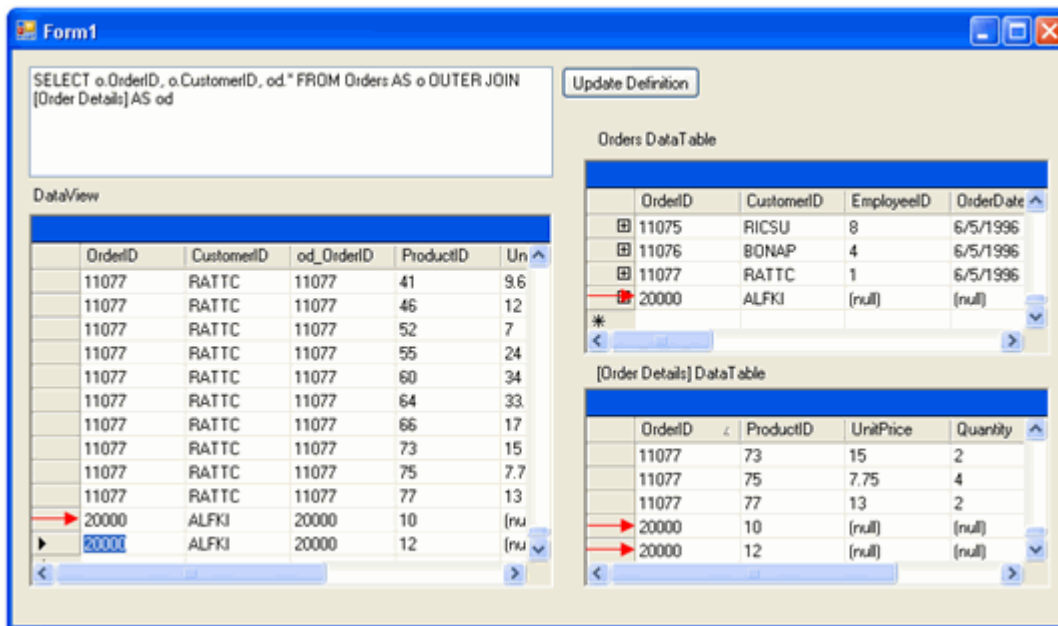 Form1
SELECT o.OrderID, o.CustomerID, od.* FROM Orders AS o OUTER JOIN
[Order Details] AS od
Update Definition
DataView
OrderID CustomerID od_OrderID ProductID Un
11077 RATTC 11077 41 9.6
11077 RATTC 11077 46 12
11077 RATTC 11077 52 7
11077 RATTC 11077 55 24
11077 RATTC 11077 60 34
11077 RATTC 11077 64 33.
11077 RATTC 11077 66 17
11077 RATTC 11077 73 15
11077 RATTC 11077 75 7.7
11077 RATTC 11077 77 13
20000 ALFKI 20000 10 (nu
20000 ALFKI 20000 12 (nu
Orders DataTable
OrderID CustomerID EmployeeID OrderDate
11075 RICSU 8 6/5/1996
11076 BONAP 4 6/5/1996
11077 RATTC 1 6/5/1996
20000 ALFKI (null) (null)
[Order Details] DataTable
OrderID ProductID UnitPrice Quantity
11077 73 15 2
11077 75 7.75 4
11077 77 13 2
20000 10 (null) (null)
20000 12 (null) (null)